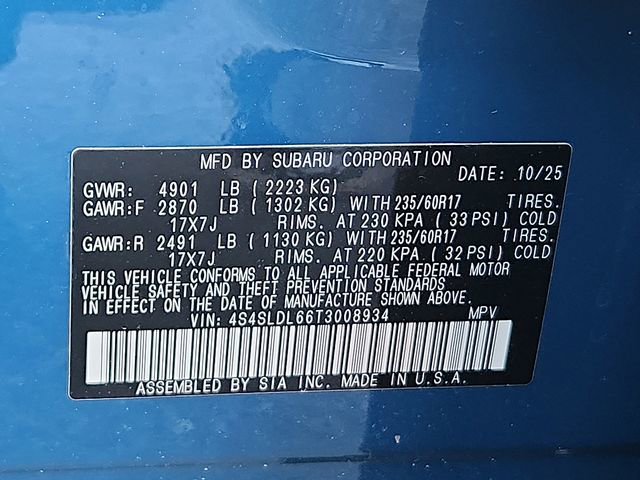 MFD BY SUBARU CORPORATION
DATE: 10/25
GVWR: 4901 LB ( 2223 KG)
GAWR:F 2870 LB ( 1302 KG) WITH 235/60R17 TIRES.
17X7J RIMS. AT 230 KPA ( 33 PSI) COLD
GAWR:R 2491 LB ( 1130 KG) WITH 235/60R17 TIRES.
17X7J RIMS. AT 220 KPA ( 32 PSI) COLD
THIS VEHICLE CONFORMS TO ALL APPLICABLE FEDERAL MOTOR
VEHICLE SAFETY AND THEFT PREVENTION STANDARDS
IN EFFECT ON THE DATE OF MANUFACTURE SHOWN ABOVE.
VIN: 4S4SLDL66T3008934 MPV
ASSEMBLED BY SIA INC. MADE IN U.S.A.